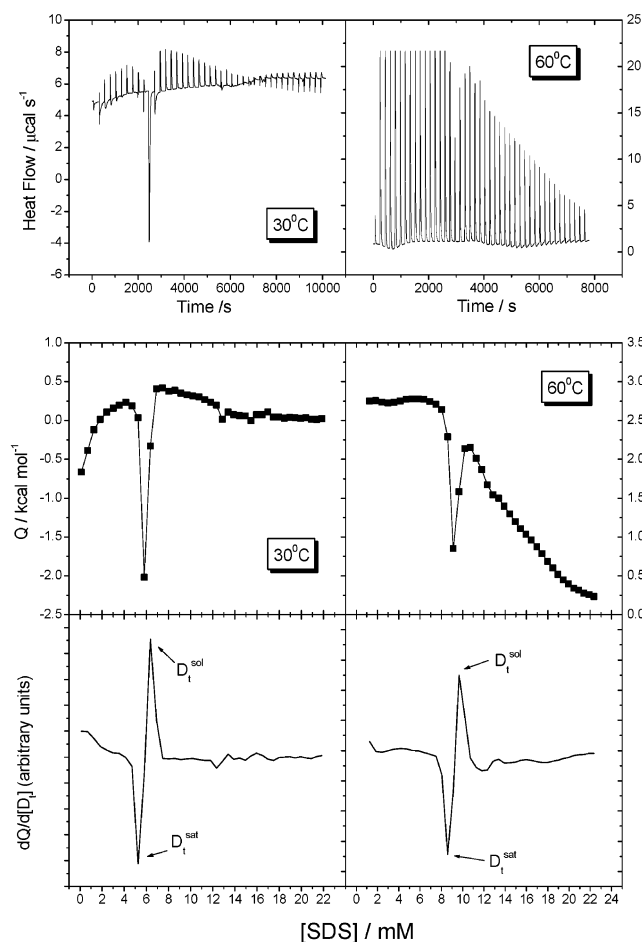 Heat Flow / μcal s⁻¹
12
10
8
6
4
2
0
-2
-4
-6
30⁰C
0 2000 4000 6000 8000 10000
Time /s
60⁰C
25
20
15
10
5
0
0 2000 4000 6000 8000
Time / s
Q / kcal mol⁻¹
1.0
0.5
0.0
-0.5
-1.0
-1.5
-2.0
-2.5
30⁰C
60⁰C
3.5
3.0
2.5
2.0
1.5
1.0
0.5
0.0
dQ/d[Dₜ] (arbitrary units)
Dₜˢᵒˡ
Dₜˢᵃᵗ
Dₜˢᵒˡ
Dₜˢᵃᵗ
0 2 4 6 8 10 12 14 16 18 20 22
0 2 4 6 8 10 12 14 16 18 20 22 24
[SDS] / mM